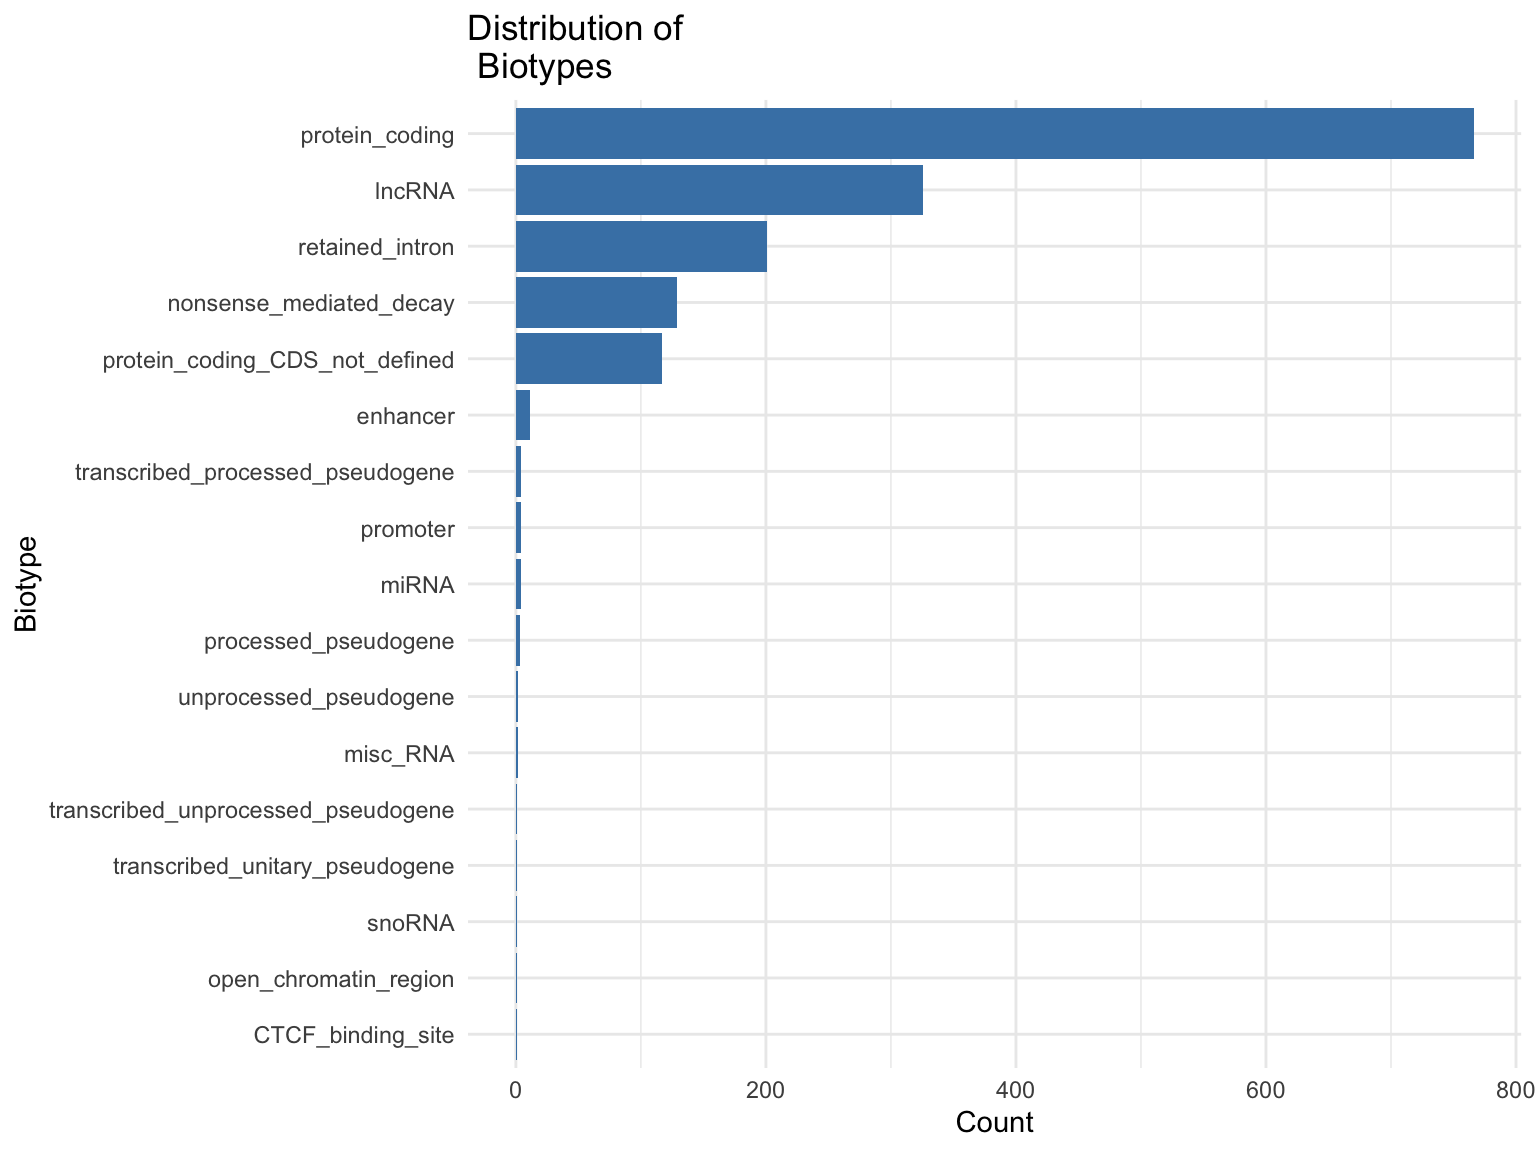 Distribution of
Biotypes
protein_coding
lncRNA
retained_intron
nonsense_mediated_decay
protein_coding_CDS_not_defined
enhancer
transcribed_processed_pseudogene
promoter
miRNA
processed_pseudogene
unprocessed_pseudogene
misc_RNA
transcribed_unprocessed_pseudogene
transcribed_unitary_pseudogene
snoRNA
open_chromatin_region
CTCF_binding_site
Biotype
0 200 400 600 800
Count